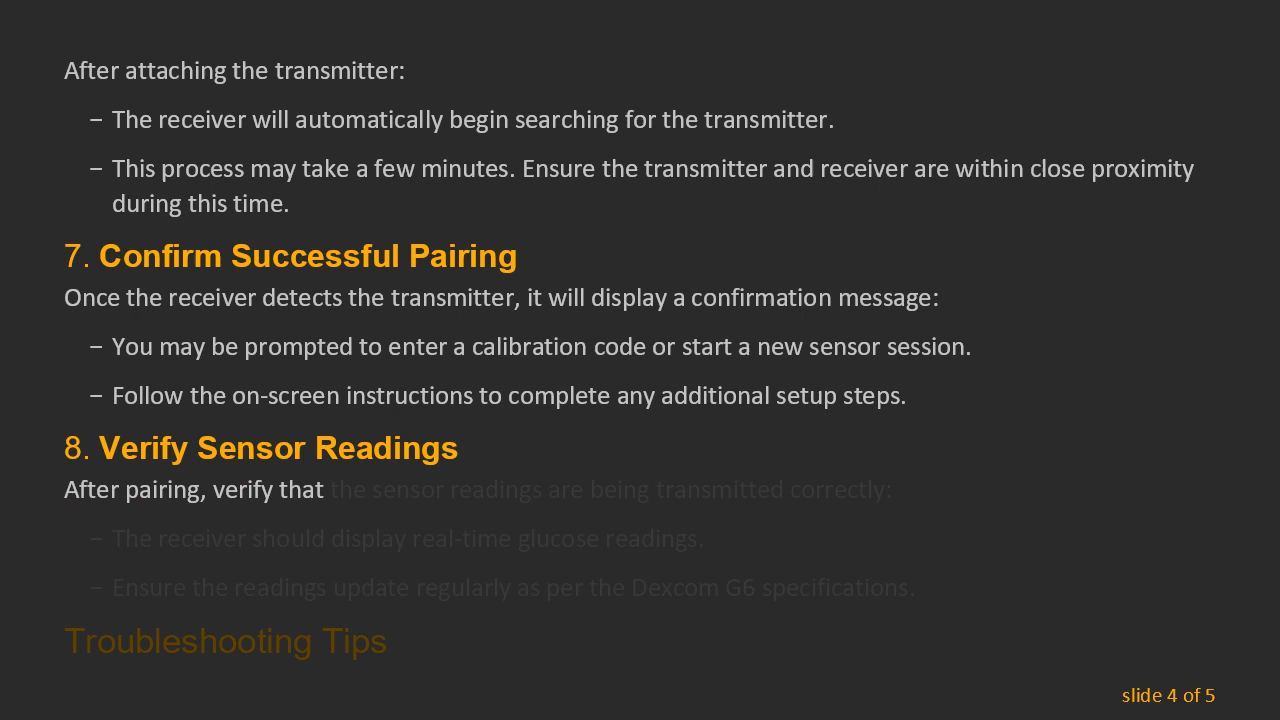 After attaching the transmitter:
– The receiver will automatically begin searching for the transmitter.
– This process may take a few minutes. Ensure the transmitter and receiver are within close proximity
during this time.
7. Confirm Successful Pairing
Once the receiver detects the transmitter, it will display a confirmation message:
– You may be prompted to enter a calibration code or start a new sensor session.
– Follow the on-screen instructions to complete any additional setup steps.
8. Verify Sensor Readings
After pairing, verify that the sensor readings are being transmitted correctly:
– The receiver should display real-time glucose readings.
– Ensure the readings update regularly as per the Dexcom G6 specifications.
Troubleshooting Tips
slide 4 of 5